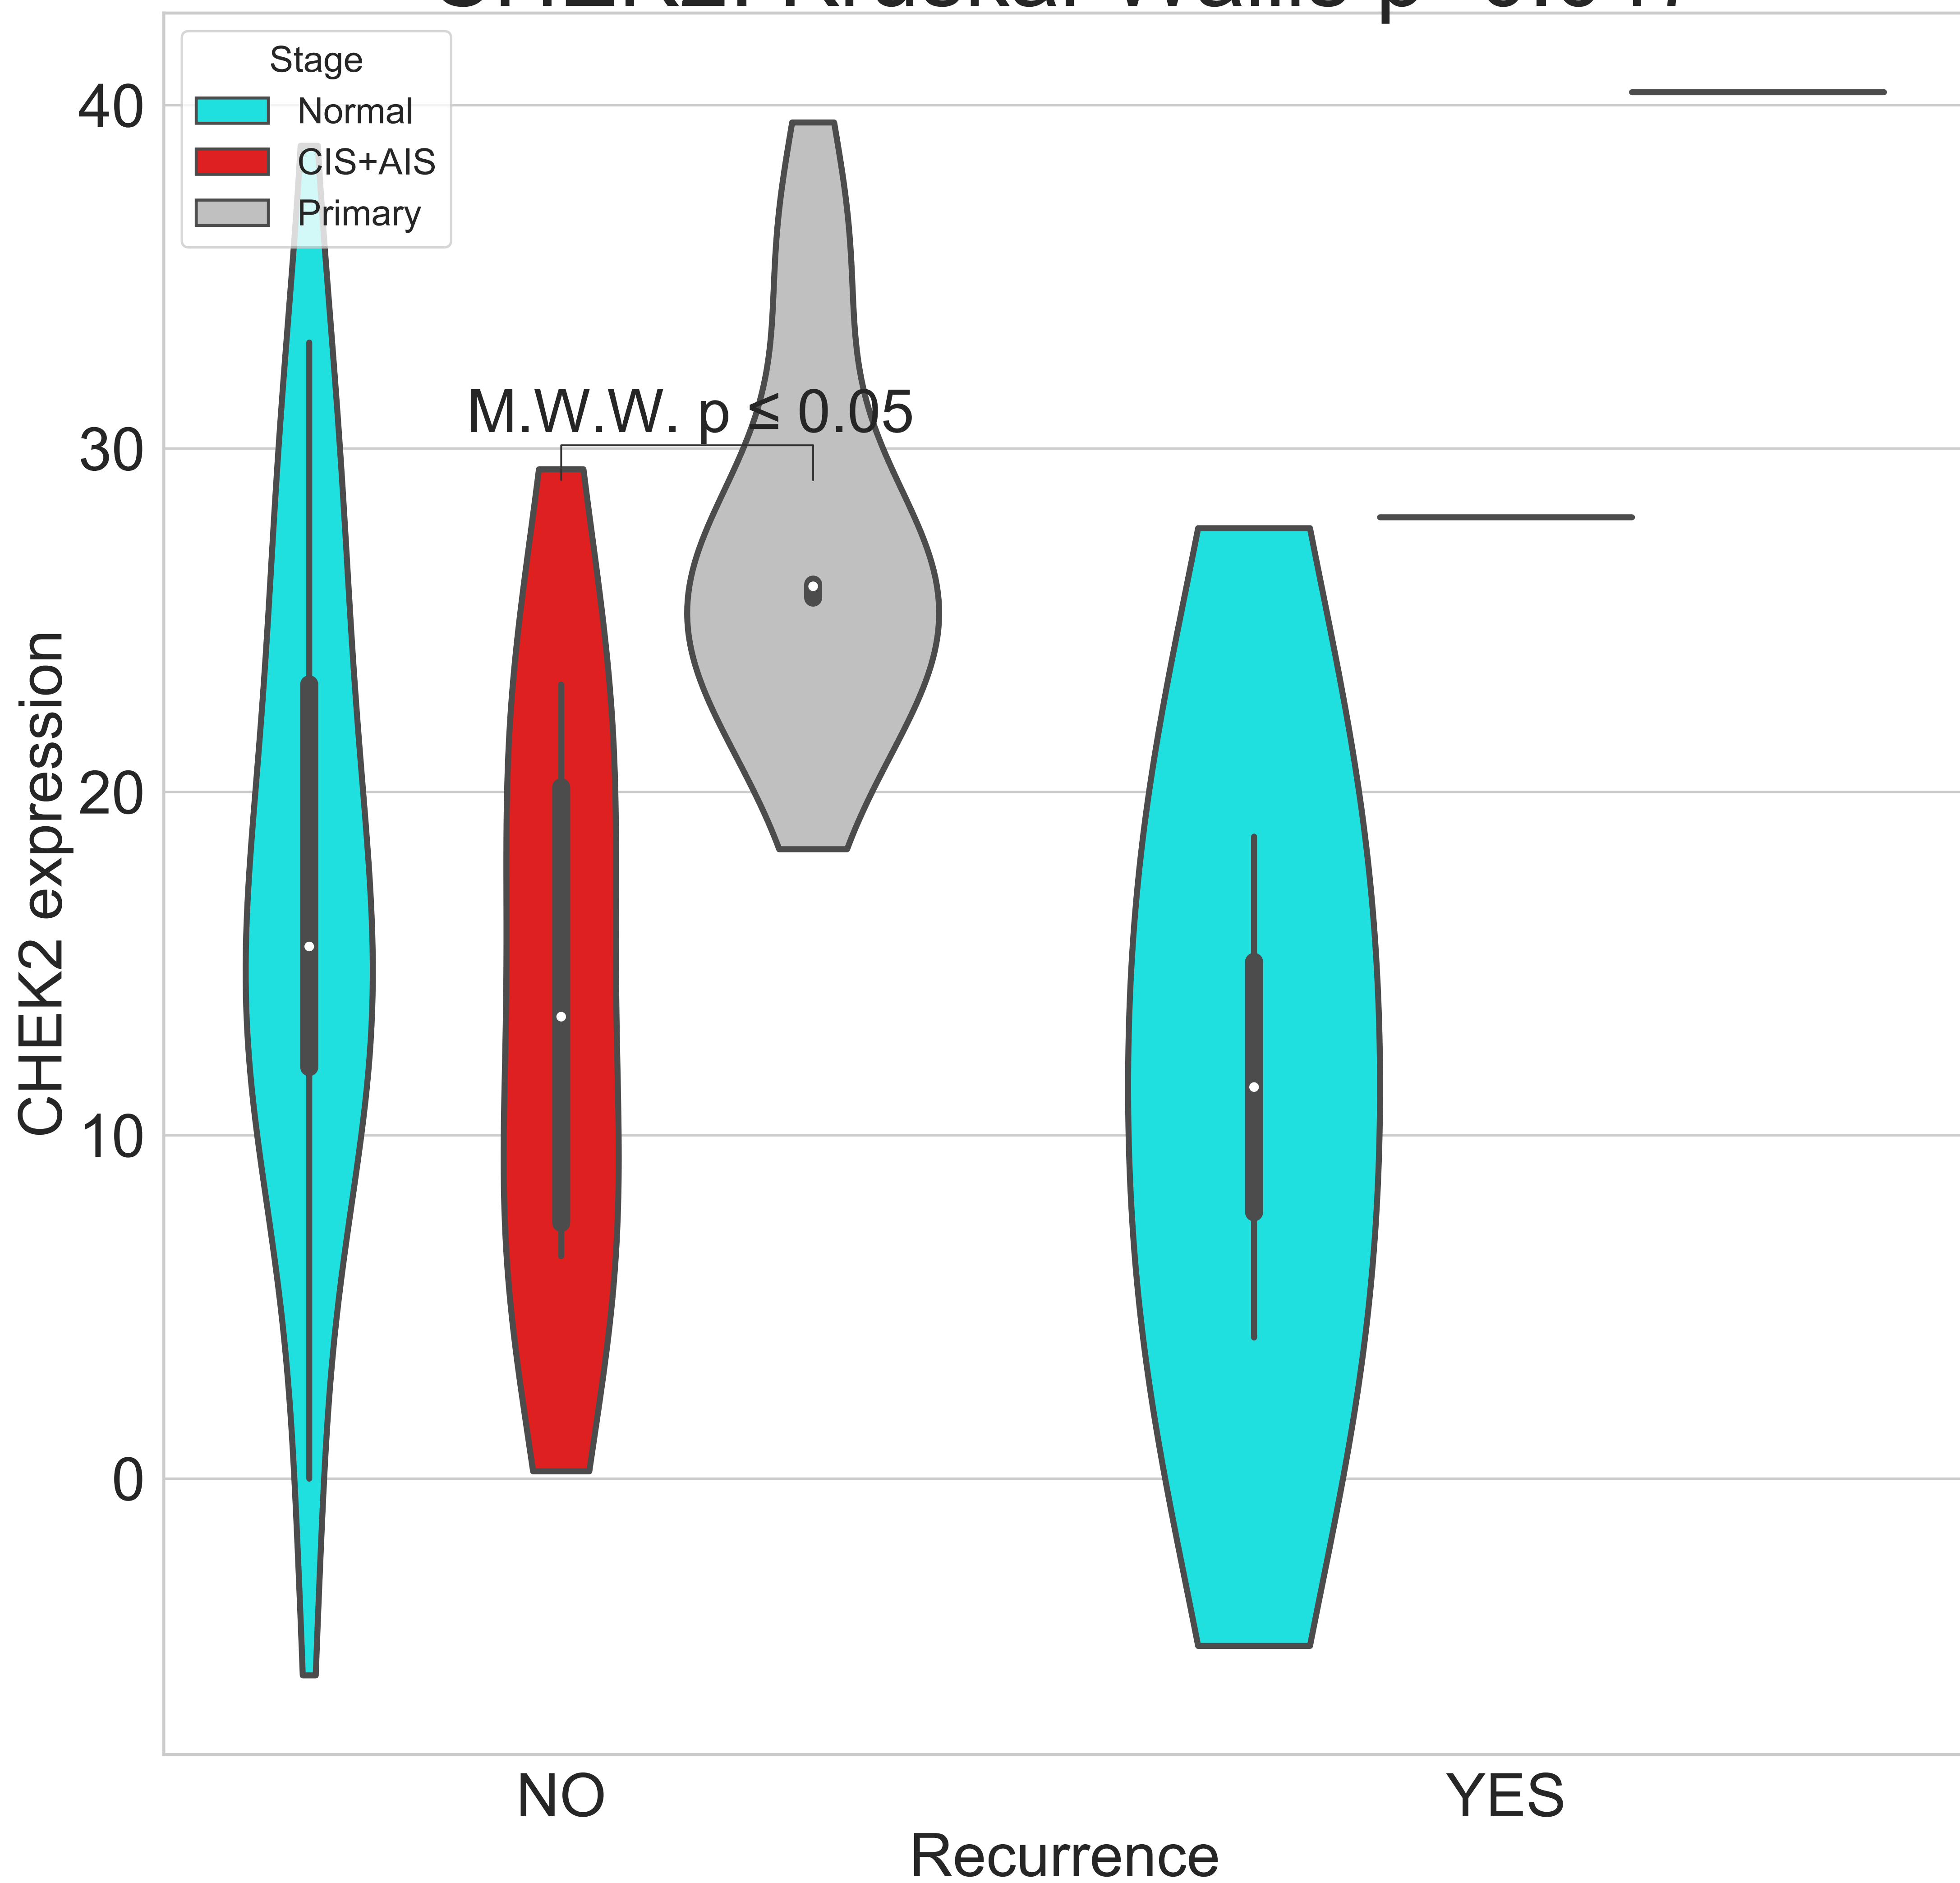 Stage
Normal
CIS+AIS
Primary
40
30
20
10
0
M.W.W. p ≤ 0.05
CHEK2 expression
NO
YES
Recurrence